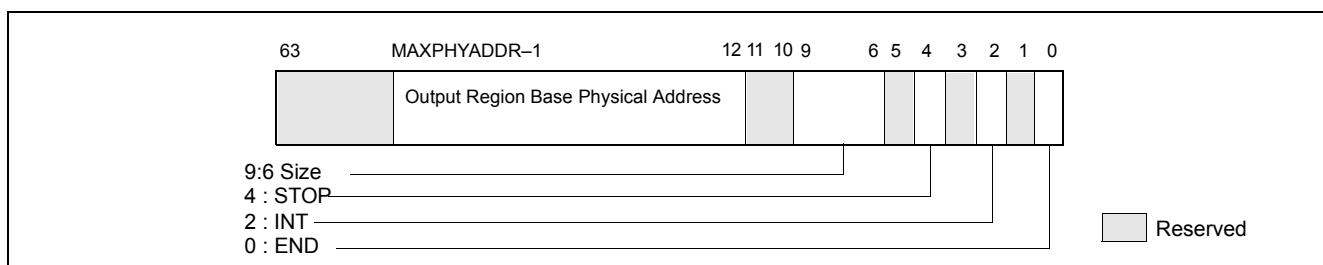 63 MAXPHYADDR–1 12 11 10 9 6 5 4 3 2 1 0
Output Region Base Physical Address
9:6 Size
4 : STOP
2 : INT
0 : END
Reserved